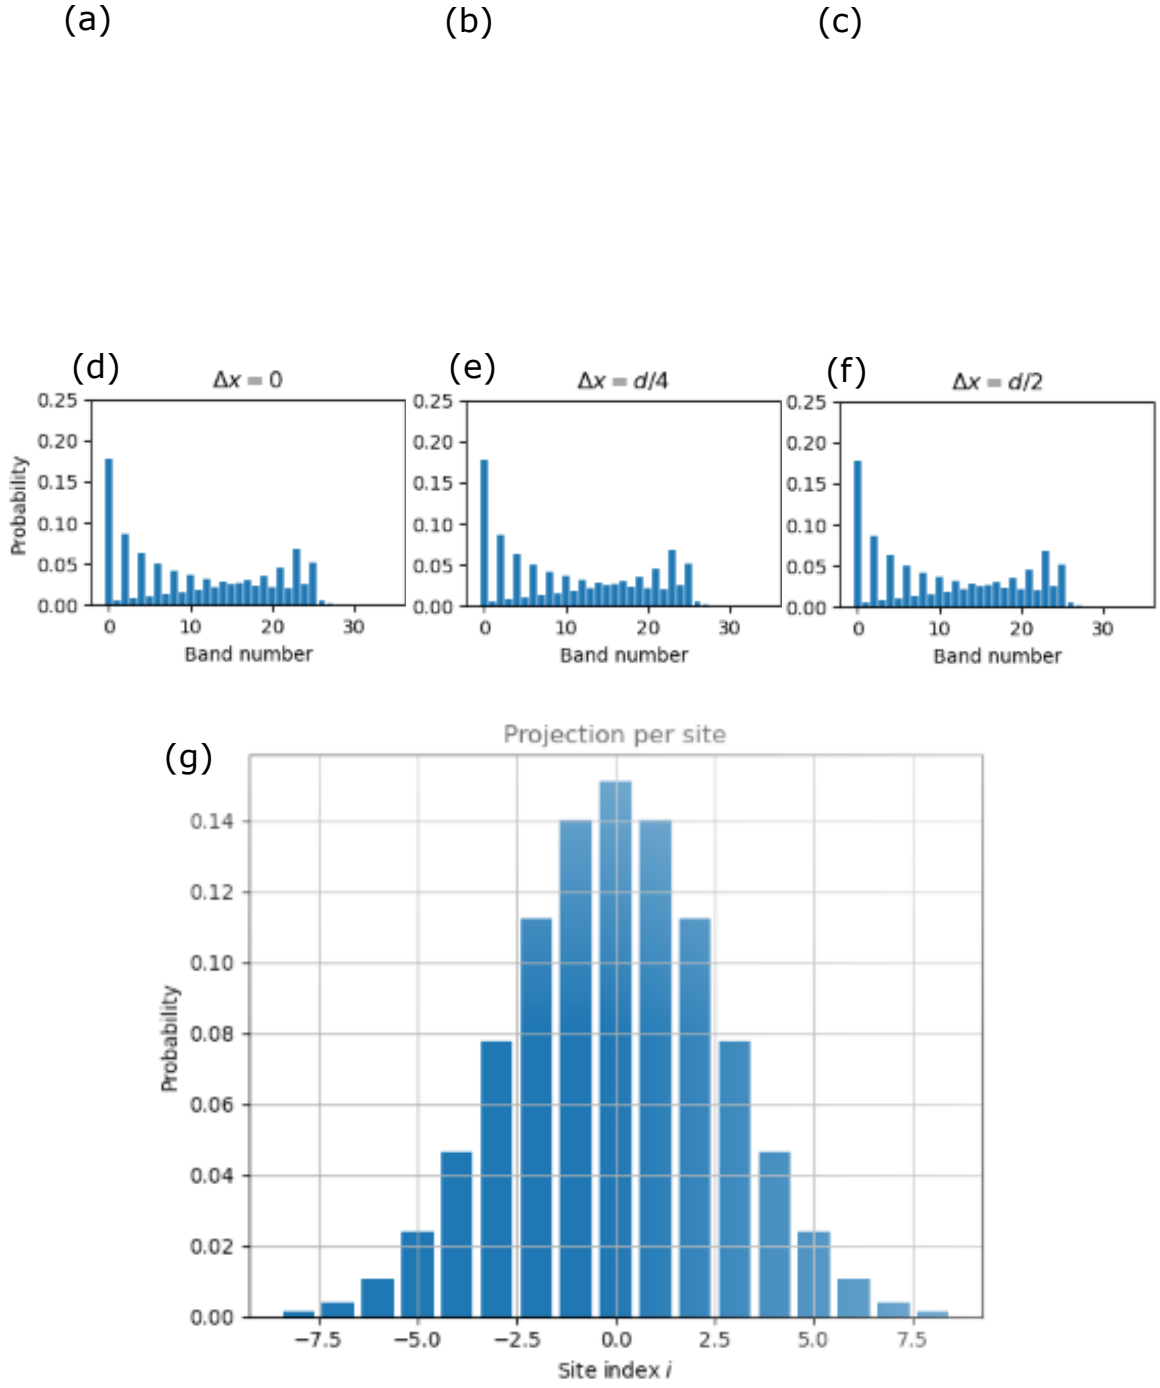 (a) (b) (c)
(d) Δx = 0 (e) Δx = d/4 (f) Δx = d/2
Probability
0.25 0.20 0.15 0.10 0.05 0.00
0 10 20 30
Band number
0.25 0.20 0.15 0.10 0.05 0.00
0 10 20 30
Band number
0.25 0.20 0.15 0.10 0.05 0.00
0 10 20 30
Band number
(g) Projection per site
Probability
0.14
0.12
0.10
0.08
0.06
0.04
0.02
0.00
−7.5 −5.0 −2.5 0.0 2.5 5.0 7.5
Site index i